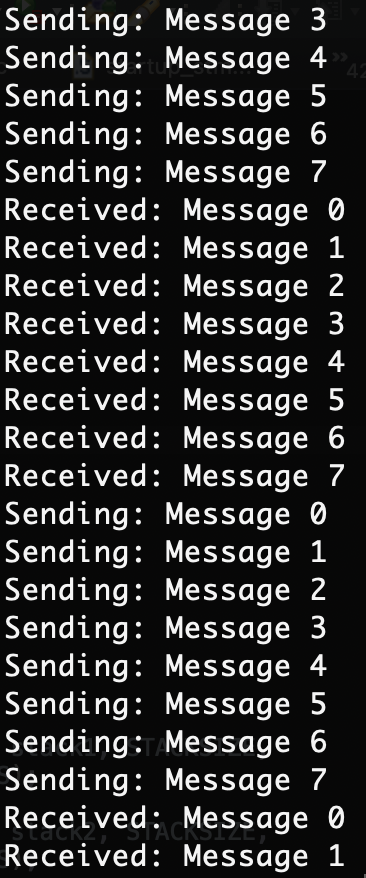 Sending: Message 3
Sending: Message 4
Sending: Message 5
Sending: Message 6
Sending: Message 7
Received: Message 0
Received: Message 1
Received: Message 2
Received: Message 3
Received: Message 4
Received: Message 5
Received: Message 6
Received: Message 7
Sending: Message 0
Sending: Message 1
Sending: Message 2
Sending: Message 3
Sending: Message 4
Sending: Message 5
Sending: Message 6
Sending: Message 7
Received: Message 0
Received: Message 1